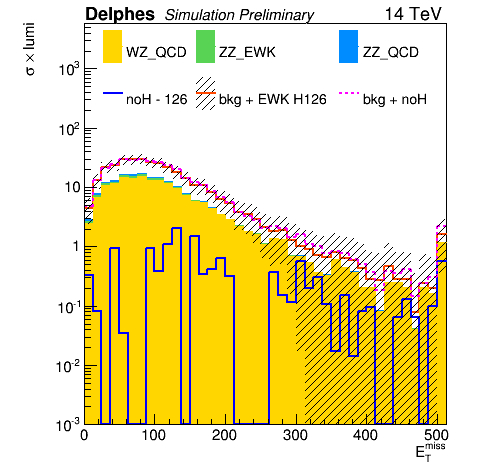 Delphes Simulation Preliminary 14 TeV
σ × lumi
WZ_QCD ZZ_EWK ZZ_QCD
noH - 126 bkg + EWK H126 bkg + noH
10³
10²
10
1
10⁻¹
10⁻²
10⁻³
0 100 200 300 400 500
E_T^miss